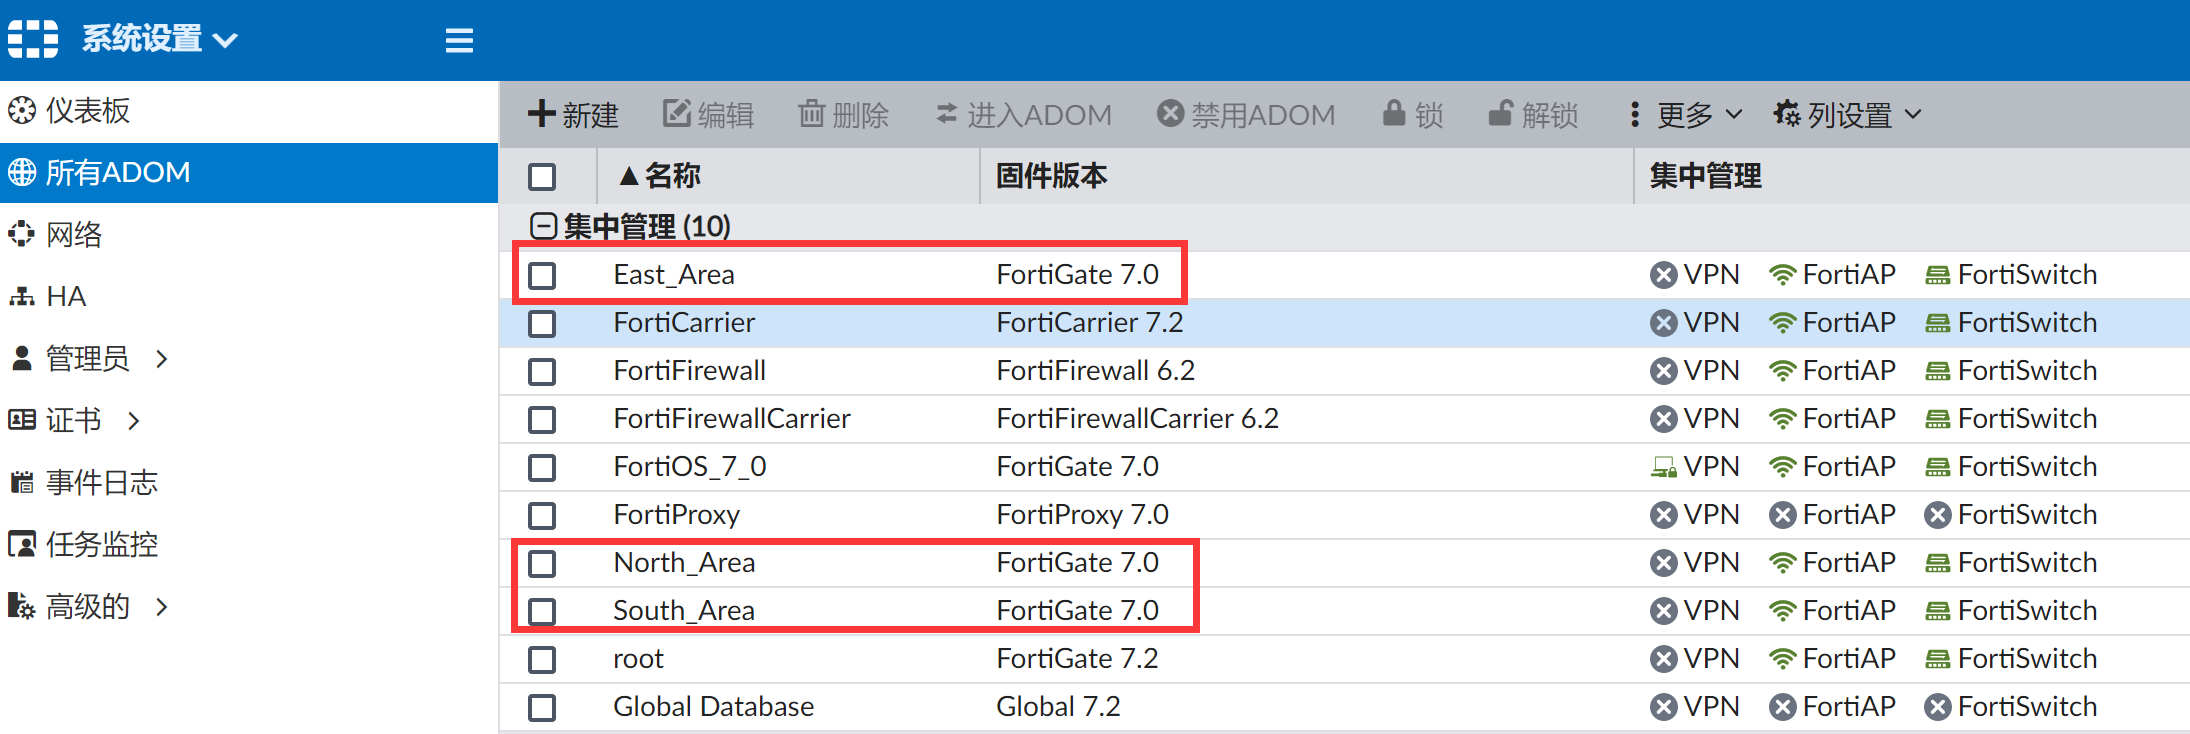 系统设置
仪表板
所有ADOM
网络
HA
管理员
证书
事件日志
任务监控
高级的
新建 编辑 删除 进入ADOM 禁用ADOM 锁 解锁 更多 列设置
▲名称 固件版本 集中管理
集中管理 (10)
East_Area FortiGate 7.0 VPN FortiAP FortiSwitch
FortiCarrier FortiCarrier 7.2 VPN FortiAP FortiSwitch
FortiFirewall FortiFirewall 6.2 VPN FortiAP FortiSwitch
FortiFirewallCarrier FortiFirewallCarrier 6.2 VPN FortiAP FortiSwitch
FortiOS_7_0 FortiGate 7.0 VPN FortiAP FortiSwitch
FortiProxy FortiProxy 7.0 VPN FortiAP FortiSwitch
North_Area FortiGate 7.0 VPN FortiAP FortiSwitch
South_Area FortiGate 7.0 VPN FortiAP FortiSwitch
root FortiGate 7.2 VPN FortiAP FortiSwitch
Global Database Global 7.2 VPN FortiAP FortiSwitch